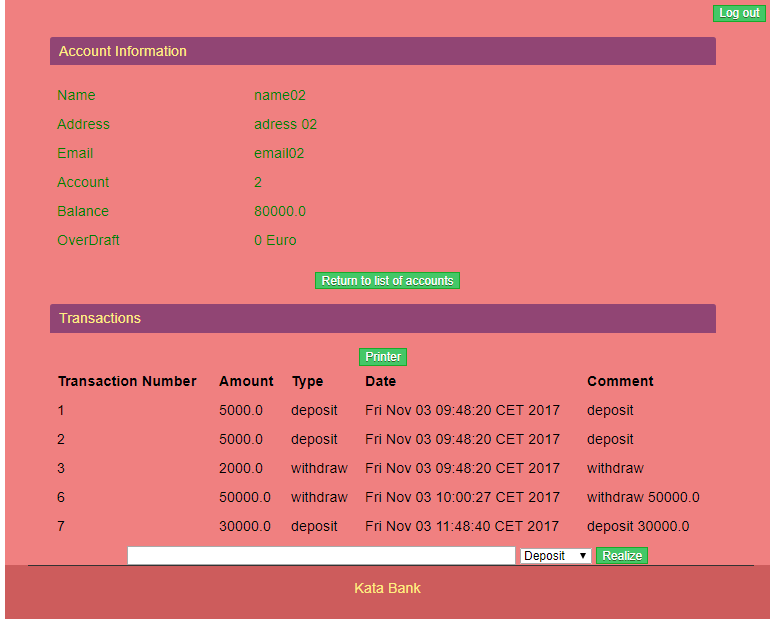 Log out
Account Information
Name name02
Address adress 02
Email email02
Account 2
Balance 80000.0
OverDraft 0 Euro
Return to list of accounts
Transactions
Printer
Transaction Number Amount Type Date Comment
1 5000.0 deposit Fri Nov 03 09:48:20 CET 2017 deposit
2 5000.0 deposit Fri Nov 03 09:48:20 CET 2017 deposit
3 2000.0 withdraw Fri Nov 03 09:48:20 CET 2017 withdraw
6 50000.0 withdraw Fri Nov 03 10:00:27 CET 2017 withdraw 50000.0
7 30000.0 deposit Fri Nov 03 11:48:40 CET 2017 deposit 30000.0
Deposit Realize
Kata Bank